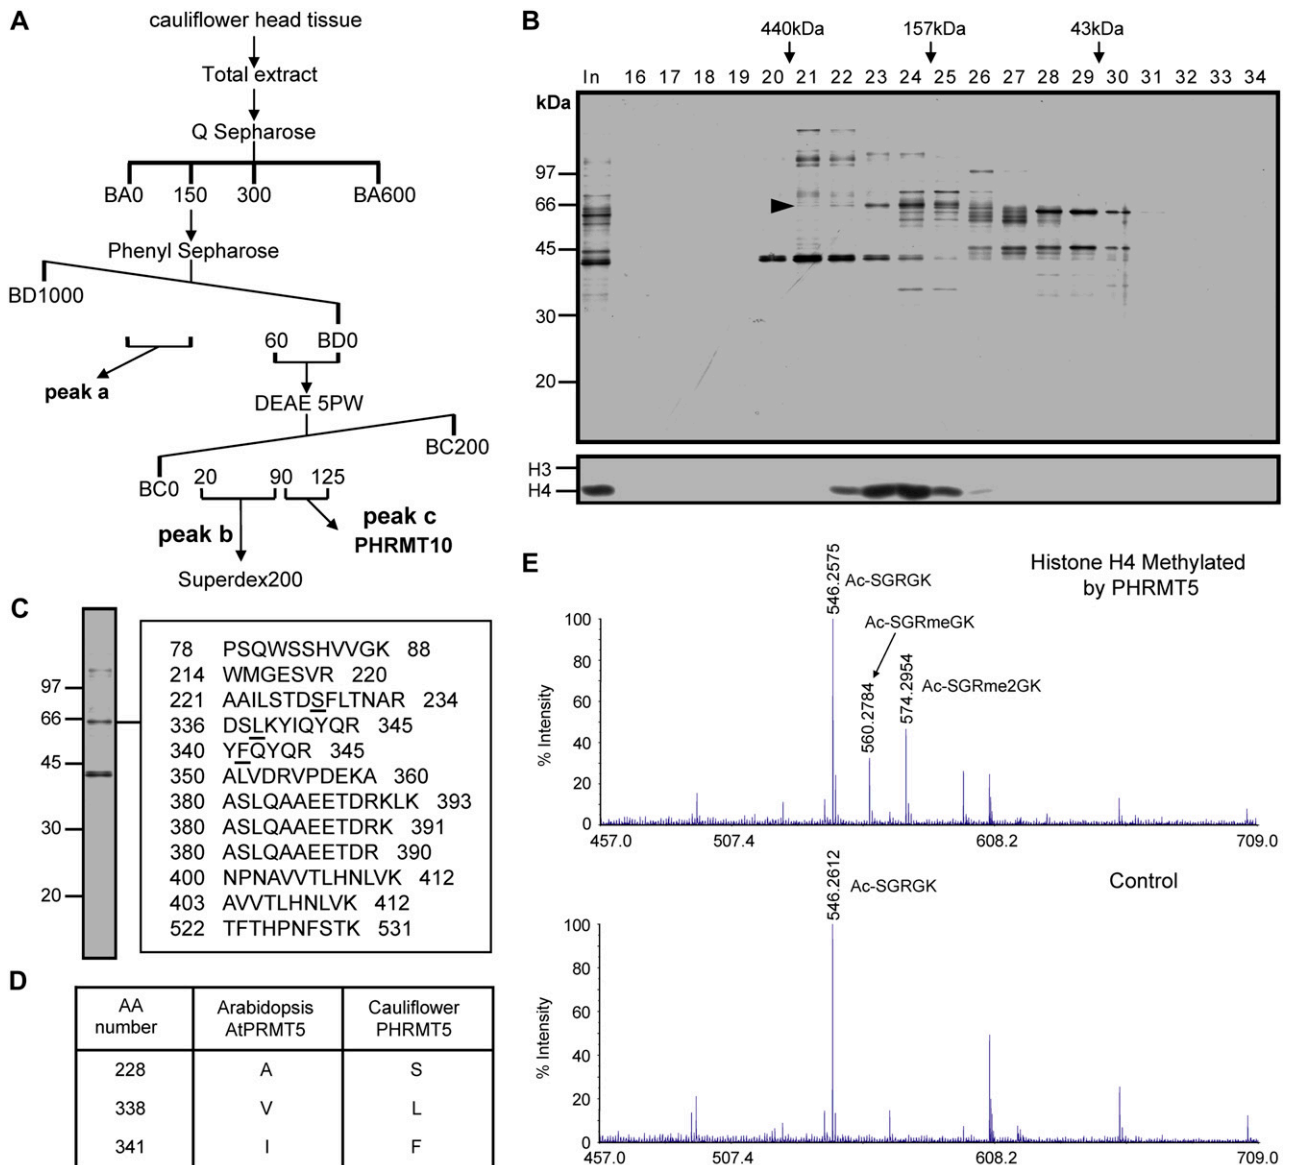 A
cauliflower head tissue
Total extract
Q Sepharose
BA0 150 300 BA600
Phenyl Sepharose
BD1000
60 BD0
peak a
DEAE 5PW
BC200
BC0 20 90 125
peak b
peak c
PHRMT10
Superdex200
B
440kDa 157kDa 43kDa
In 16 17 18 19 20 21 22 23 24 25 26 27 28 29 30 31 32 33 34
kDa
97
66
45
30
20
H3
H4
C
97
66
45
30
20
78 PSQWSSHVVGK 88
214 WMGESVR 220
221 AAILSTDSFLTNAR 234
336 DSLKYIQYQR 345
340 YFQYQR 345
350 ALVDRVPDEKA 360
380 ASLQAAEETDRKLK 393
380 ASLQAAEETDRK 391
380 ASLQAAEETDR 390
400 NPNAVVTLHNLVK 412
403 AVVTLHNLVK 412
522 TFTHPNFSTK 531
D
AA number
Arabidopsis AtPRMT5
Cauliflower PHRMT5
228 A S
338 V L
341 I F
E
Histone H4 Methylated
by PHRMT5
546.2575
Ac-SGRGK
Ac-SGRmeGK
560.2784
574.2954
Ac-SGRme2GK
% Intensity
100
80
60
40
20
0
457.0 507.4 608.2 709.0
Control
546.2612
Ac-SGRGK
% Intensity
100
80
60
40
20
0
457.0 507.4 608.2 709.0